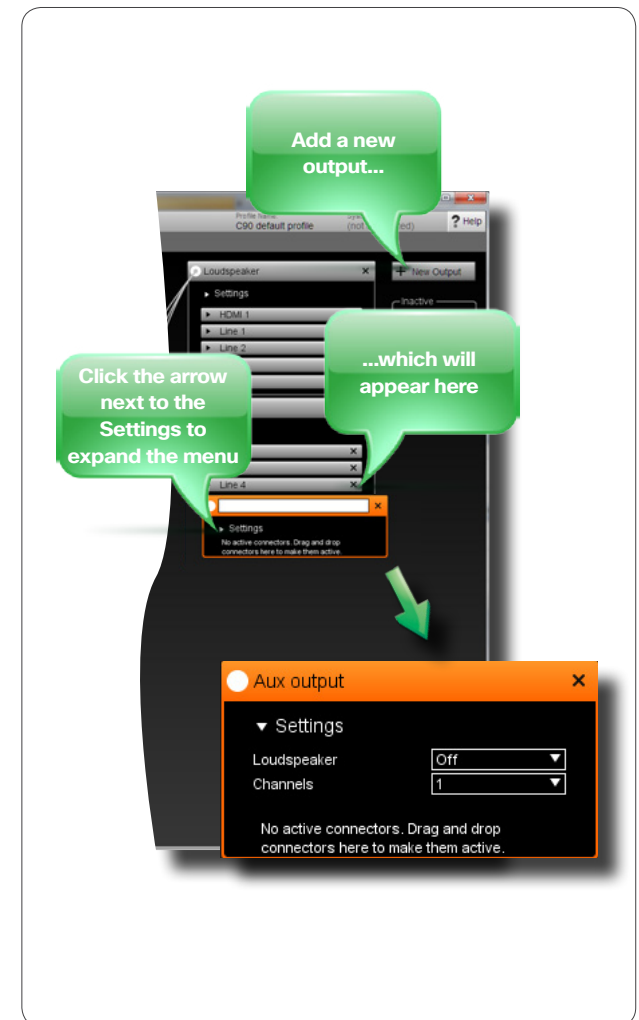 Add a new
output...
Profile Name
C90 default profile
(not
ed)
? Help
Loudspeaker
+ New Output
Settings
Inactive
HDMI 1
Line 1
Line 2
...which will
appear here
Click the arrow
next to the
Settings to
expand the menu
Line 4
Settings
No active connectors. Drag and drop
connectors here to make them active.
Aux output
Settings
Loudspeaker Off
Channels 1
No active connectors. Drag and drop
connectors here to make them active.